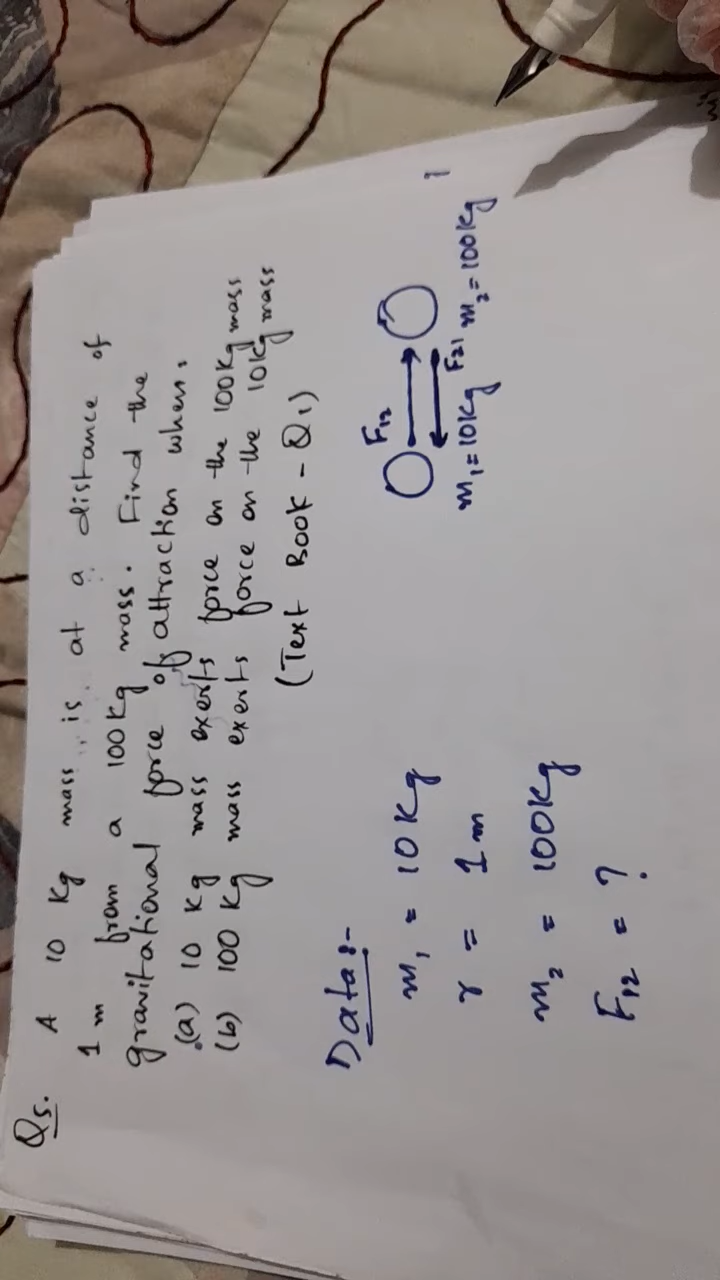 Q5. A 10 Kg mass is at a distance of
1 m from a 100 Kg mass. Find the
gravitational force of attraction when,
(a) 10 Kg mass exerts force on the 100 Kg mass
(b) 100 Kg mass exerts force on the 10 Kg mass
(Text Book - Q1)
Data:-
m1 = 10 Kg
r = 1 m
m2 = 100 Kg
F12 = ?
F12
F21
m1 = 10 Kg m2 = 100 Kg